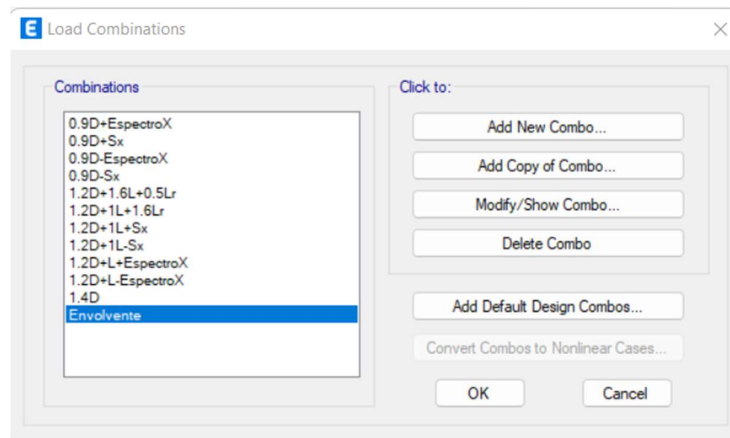 E Load Combinations
Combinations
0.9D+EspectroX
0.9D+Sx
0.9D-EspectroX
0.9D-Sx
1.2D+1.6L+0.5Lr
1.2D+1L+1.6Lr
1.2D+1L+Sx
1.2D+1L-Sx
1.2D+L+EspectroX
1.2D+L-EspectroX
1.4D
Envolvente
Click to:
Add New Combo...
Add Copy of Combo...
Modify/Show Combo...
Delete Combo
Add Default Design Combos...
Convert Combos to Nonlinear Cases...
OK
Cancel